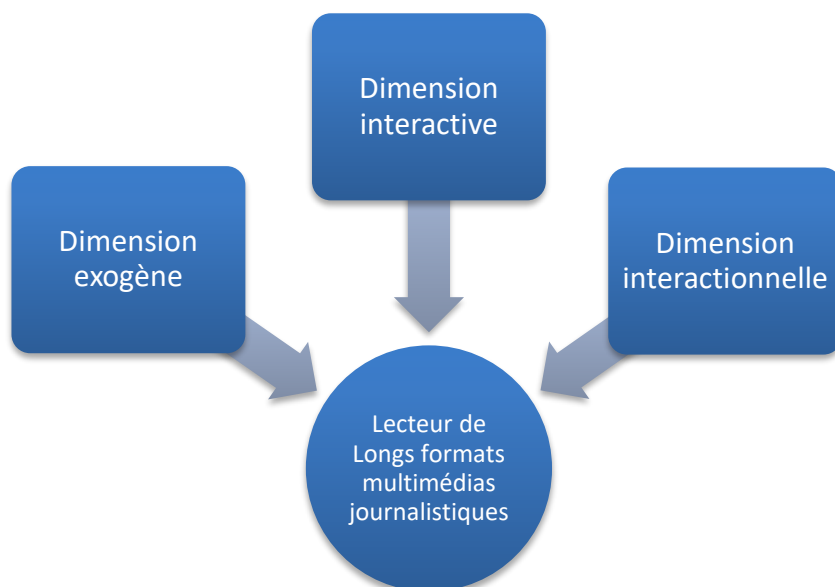 Dimension
interactive
Dimension
exogène
Dimension
interactionnelle
Lecteur de
Longs formats
multimédias
journalistiques